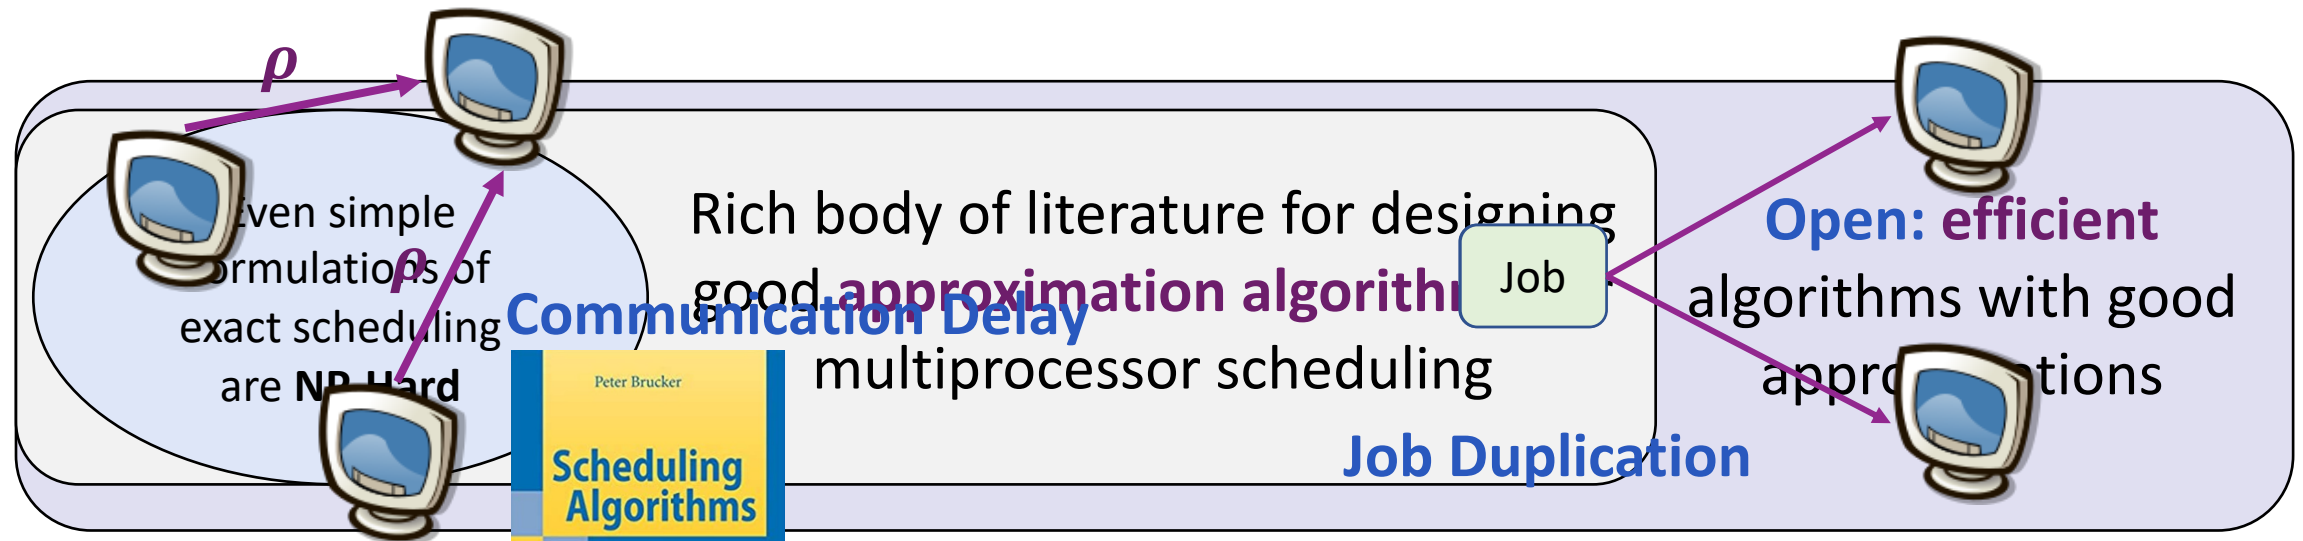 ρ
Even simple
formulations of
exact scheduling
are NP-Hard
ρ
Communication Delay
Peter Brucker
Scheduling
Algorithms
Rich body of literature for designing
good approximation algorithms
multiprocessor scheduling
Job
Job Duplication
Open: efficient
algorithms with good
approximations